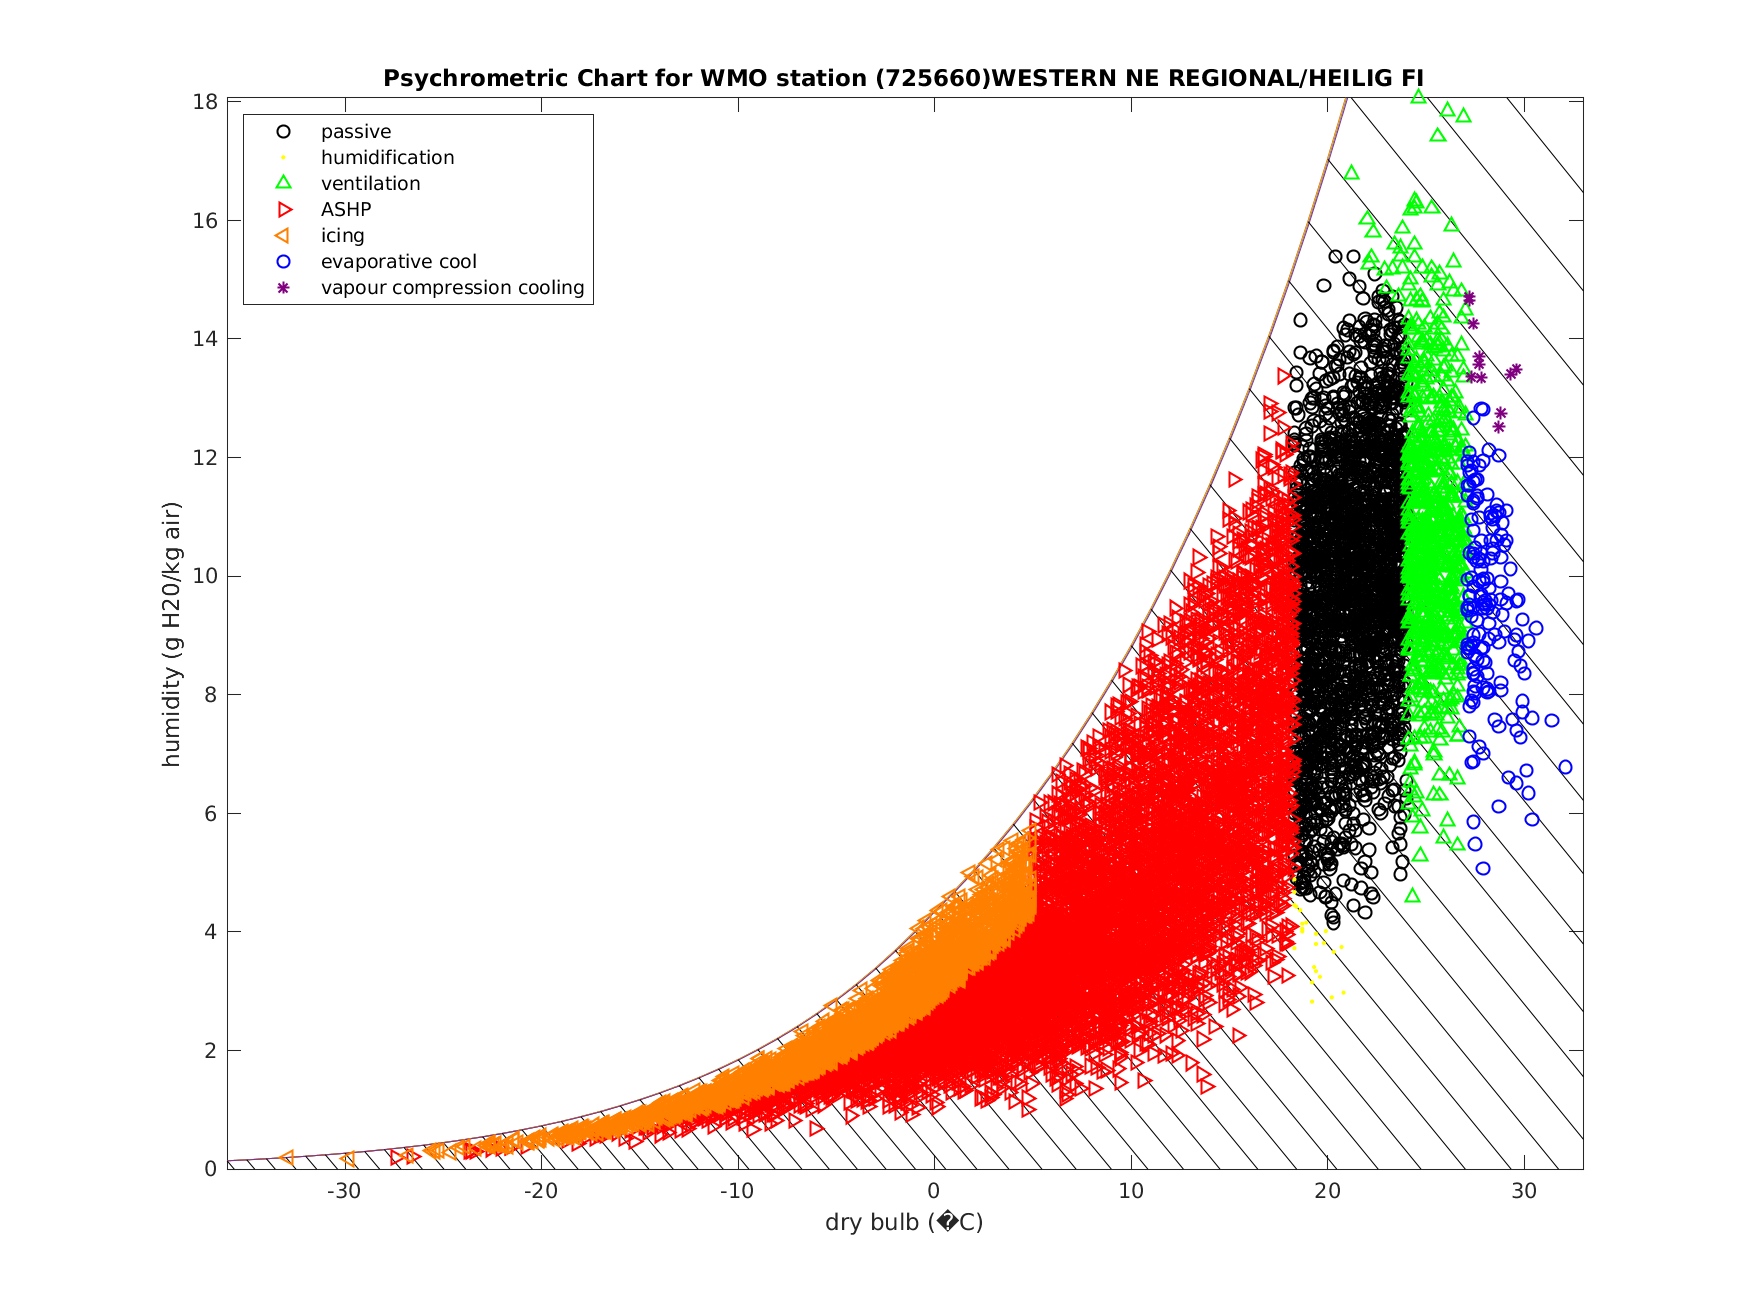 Psychrometric Chart for WMO station (725660)WESTERN NE REGIONAL/HEILIG FI
passive
humidification
ventilation
ASHP
icing
evaporative cool
vapour compression cooling
18
16
14
12
10
8
6
4
2
0
humidity (g H20/kg air)
-30
-20
-10
0
10
20
30
dry bulb (�C)